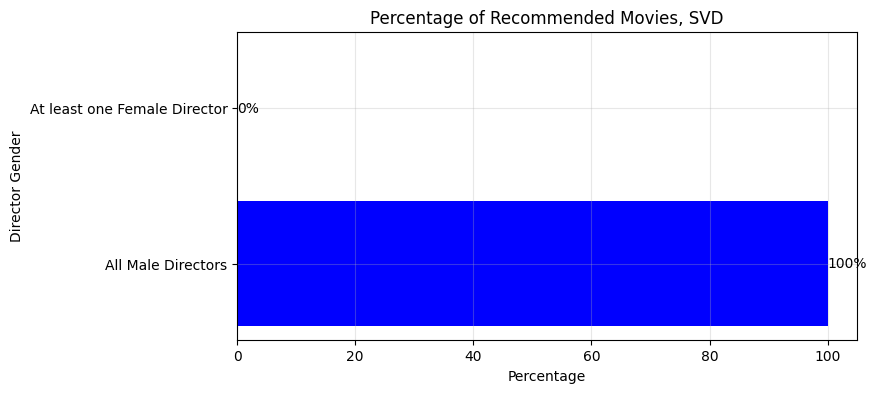 Percentage of Recommended Movies, SVD
Director Gender
At least one Female Director
0%
All Male Directors
100%
0 20 40 60 80 100
Percentage